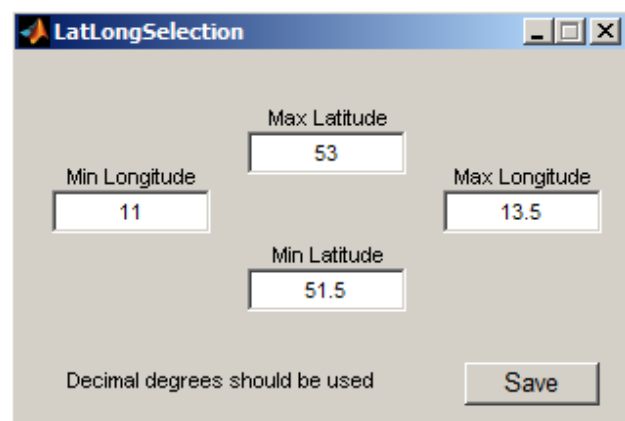 LatLongSelection
Max Latitude
53
Min Longitude
11
Max Longitude
13.5
Min Latitude
51.5
Decimal degrees should be used
Save